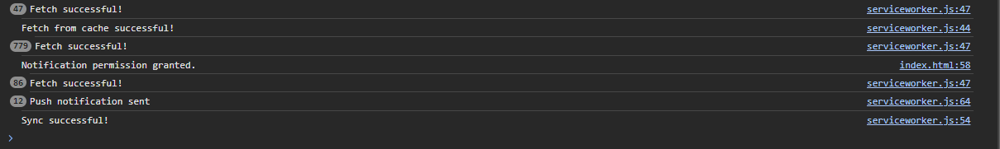 47 Fetch successful! serviceworker.js:47
Fetch from cache successful! serviceworker.js:44
779 Fetch successful! serviceworker.js:47
Notification permission granted. index.html:58
86 Fetch successful! serviceworker.js:47
12 Push notification sent serviceworker.js:64
Sync successful! serviceworker.js:54
>